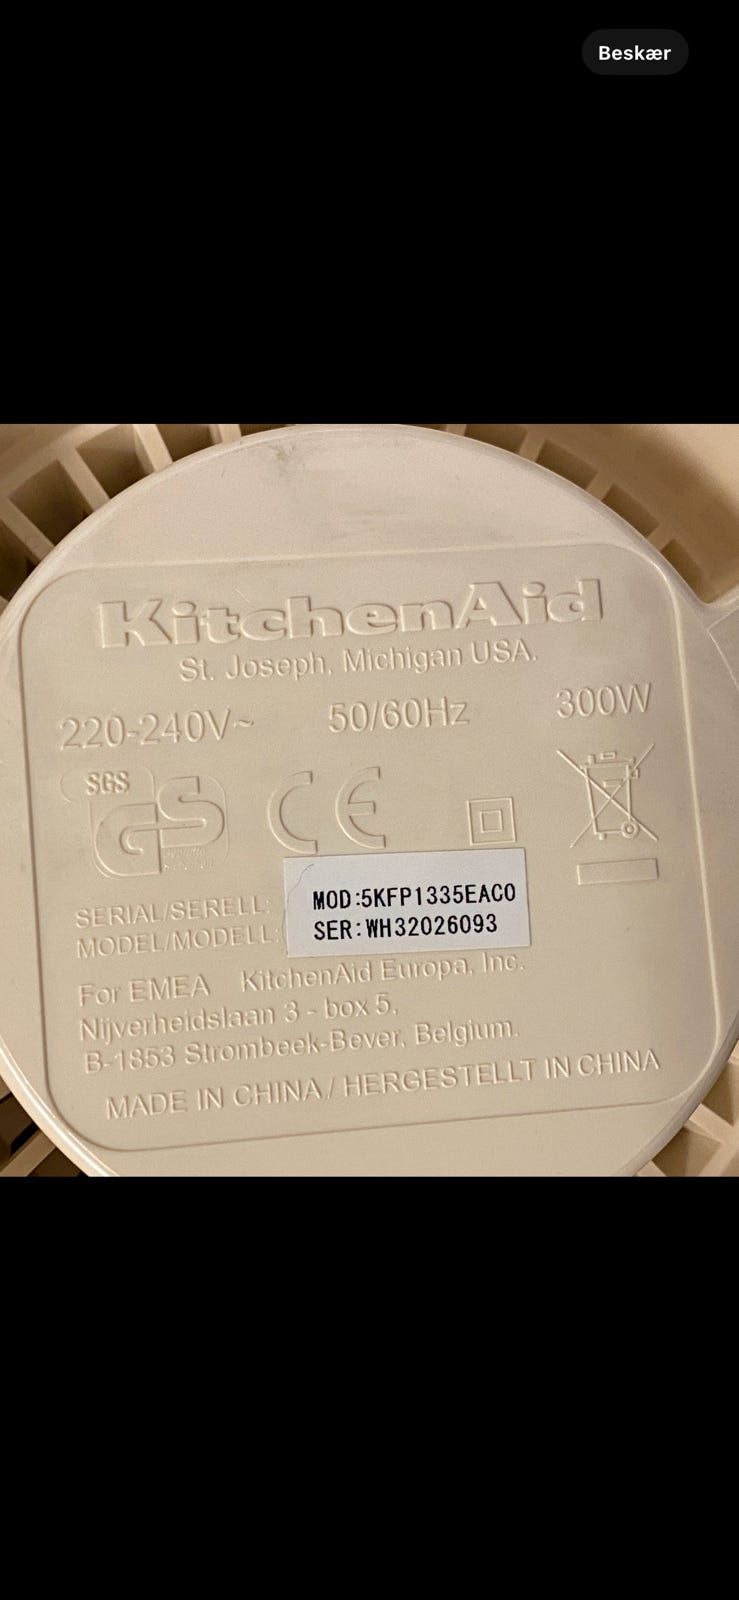 Beskær
KitchenAid
St. Joseph, Michigan USA.
220-240V~ 50/60Hz 300W
SGS
GS
CE
SERIAL/SERELL:
MODEL/MODELL:
MOD:5KFP1335EAC0
SER:WH32026093
For EMEA KitchenAid Europa, Inc.
Nijverheidslaan 3 - box 5,
B-1853 Strombeek-Bever, Belgium.
MADE IN CHINA / HERGESTELLT IN CHINA